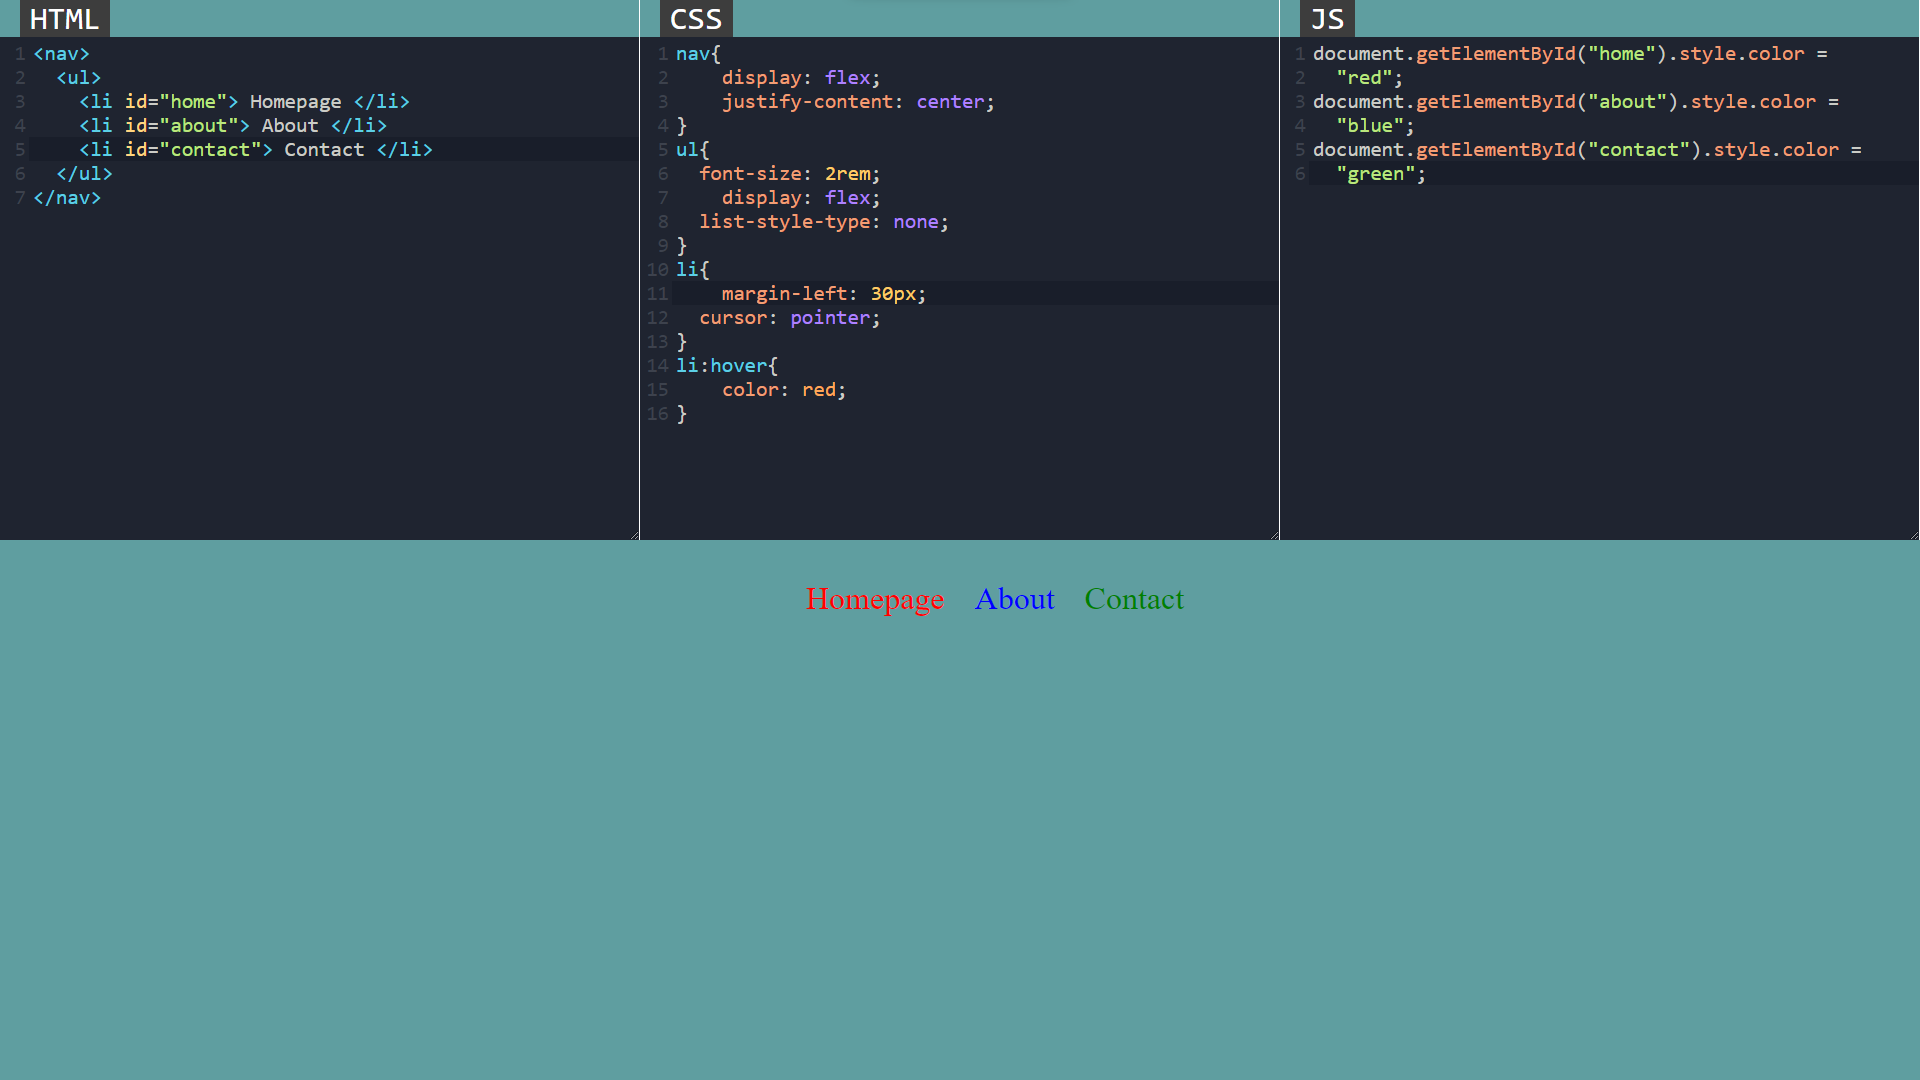 HTML
1 <nav>
2   <ul>
3     <li id="home"> Homepage </li>
4     <li id="about"> About </li>
5     <li id="contact"> Contact </li>
6   </ul>
7 </nav>
CSS
1 nav{
2     display: flex;
3     justify-content: center;
4 }
5 ul{
6   font-size: 2rem;
7     display: flex;
8   list-style-type: none;
9 }
10 li{
11     margin-left: 30px;
12   cursor: pointer;
13 }
14 li:hover{
15     color: red;
16 }
JS
1 document.getElementById("home").style.color =
2   "red";
3 document.getElementById("about").style.color =
4   "blue";
5 document.getElementById("contact").style.color =
6   "green";
Homepage About Contact